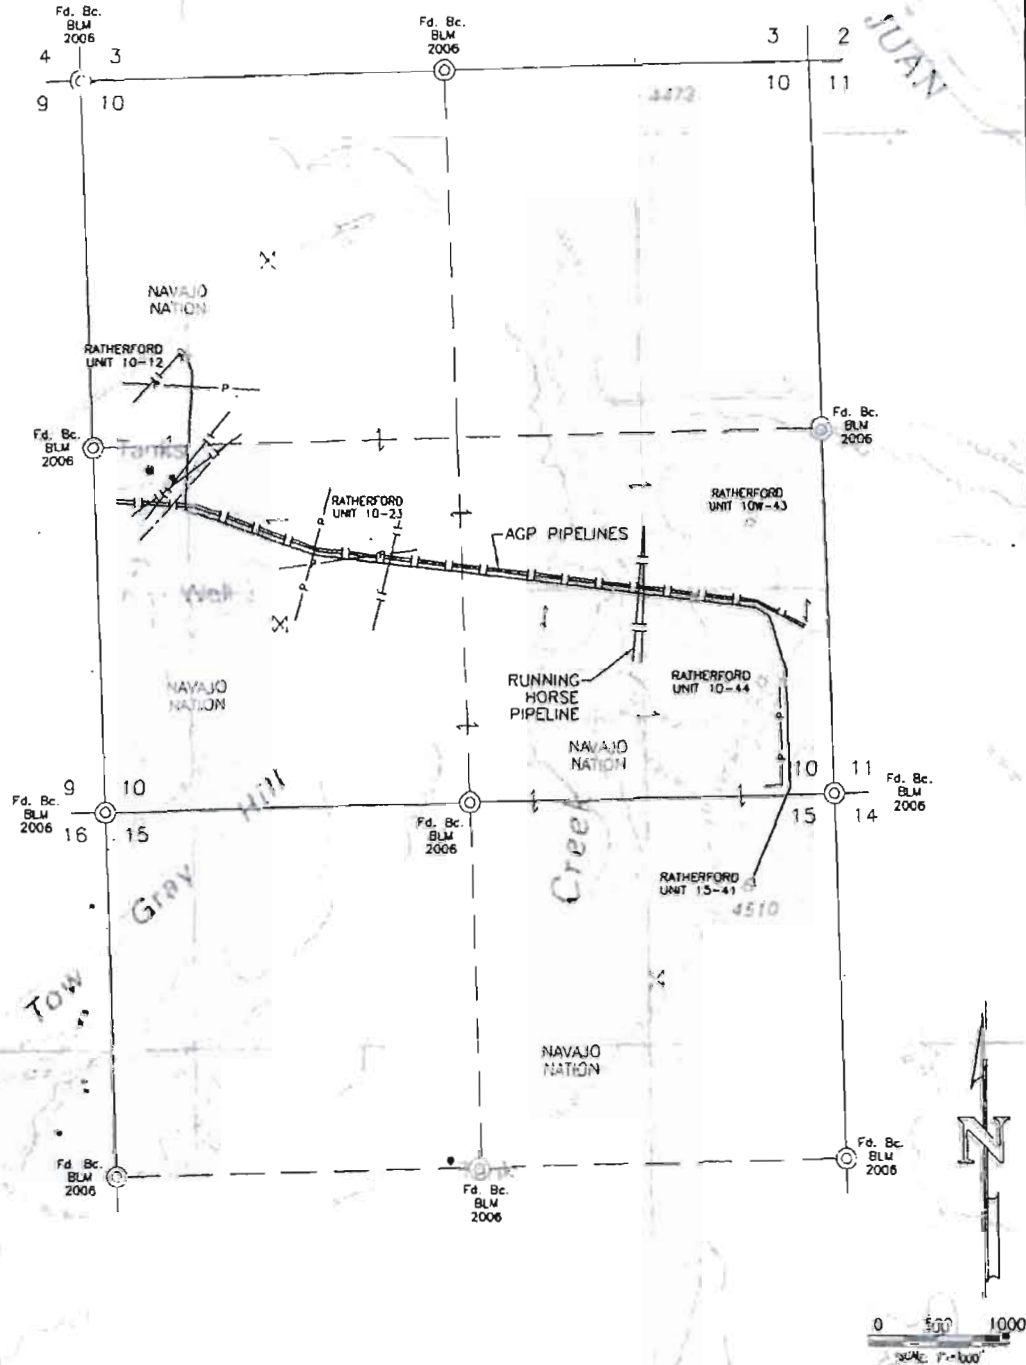 Fd. Bc.
BLM
2006
Fd. Bc.
BLM
2006
4 3
9 10
3 2
10 11
JUAN
4473
NAVAJO
NATION
RATHERFORD
UNIT 10-12
Fd. Bc.
BLM
2006
Tanks
Fd. Bc.
BLM
2006
RATHERFORD
UNIT 10-23
RATHERFORD
UNIT 10W-43
AGP PIPELINES
Well
P
P
P
P
P
P
NAVAJO
NATION
RUNNING
HORSE
PIPELINE
RATHERFORD
UNIT 10-44
NAVAJO
NATION
P
P
9 10
16 15
Fd. Bc.
BLM
2006
Hill
Fd. Bc.
BLM
2006
10 11
15 14
Fd. Bc.
BLM
2006
Creek
RATHERFORD
UNIT 15-41
4510
Gray
Tow
NAVAJO
NATION
Fd. Bc.
BLM
2006
Fd. Bc.
BLM
2006
Fd. Bc.
BLM
2006
N
0 500 1000
SCALE 1"=1000'